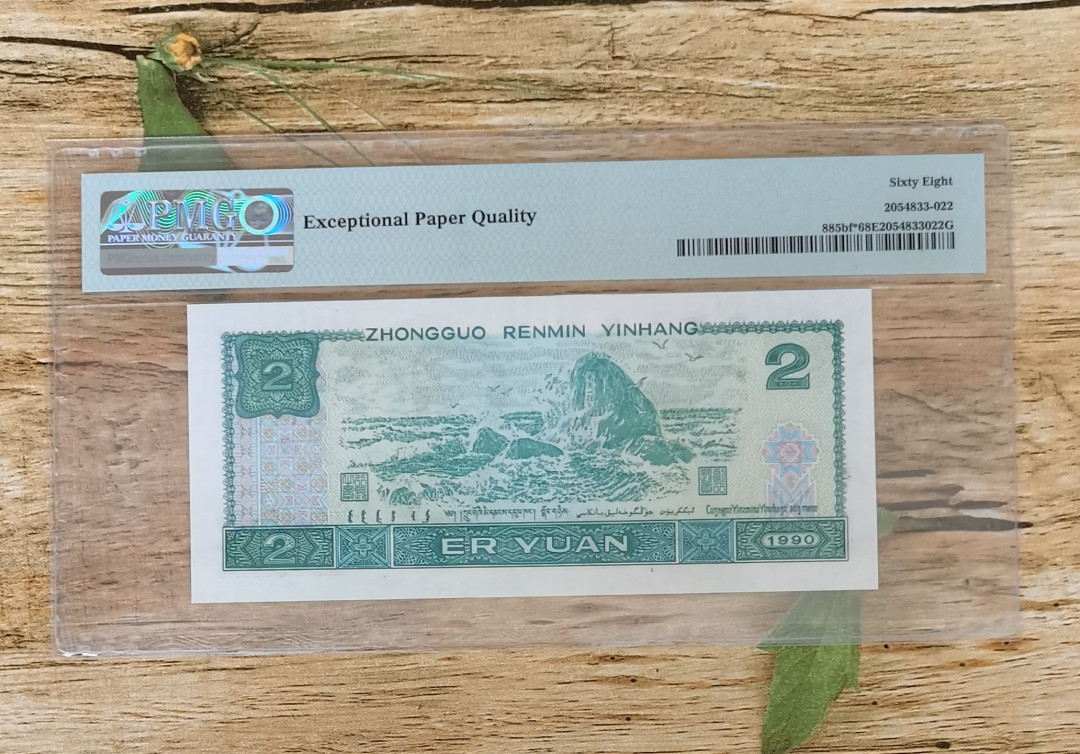 PMG
PAPER MONEY GUARANTY
Exceptional Paper Quality
Sixty Eight
2054833-022
885bf*68E2054833022G
ZHONGGUO RENMIN YINHANG
2
2
2
ER YUAN
1990